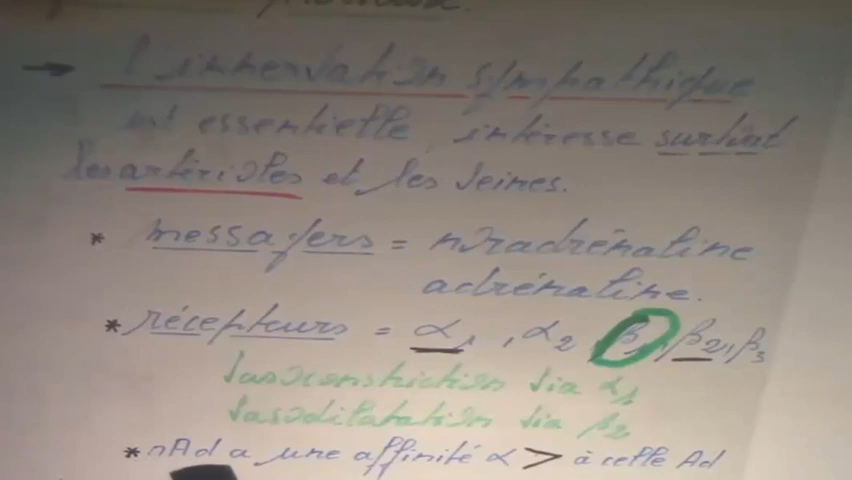 → l'innervation sympathique
est essentielle, intéresse surtout
les artérioles et les veines.
* messagers = noradrénaline
adrénaline.
* récepteurs = α1, α2, β1, β2, β3
vasoconstriction via α1
vasodilatation via β2
* nAd a une affinité α > à celle Ad